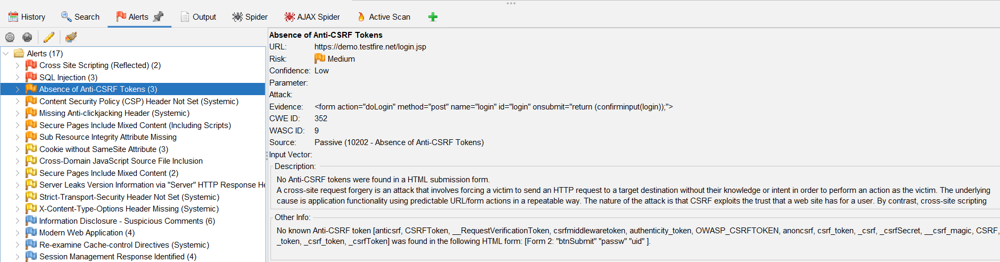 History Search Alerts Output Spider AJAX Spider Active Scan
Alerts (17)
Cross Site Scripting (Reflected) (2)
SQL Injection (3)
Absence of Anti-CSRF Tokens (3)
Content Security Policy (CSP) Header Not Set (Systemic)
Missing Anti-clickjacking Header (Systemic)
Secure Pages Include Mixed Content (Including Scripts)
Sub Resource Integrity Attribute Missing
Cookie without SameSite Attribute (3)
Cross-Domain JavaScript Source File Inclusion
Secure Pages Include Mixed Content (2)
Server Leaks Version Information via "Server" HTTP Response He
Strict-Transport-Security Header Not Set (Systemic)
X-Content-Type-Options Header Missing (Systemic)
Information Disclosure - Suspicious Comments (6)
Modern Web Application (4)
Re-examine Cache-control Directives (Systemic)
Session Management Response Identified (4)
Absence of Anti-CSRF Tokens
URL: https://demo.testfire.net/login.jsp
Risk: Medium
Confidence: Low
Parameter:
Attack:
Evidence: <form action="doLogin" method="post" name="login" id="login" onsubmit="return (confirminput(login));">
CWE ID: 352
WASC ID: 9
Source: Passive (10202 - Absence of Anti-CSRF Tokens)
Input Vector:
Description:
No Anti-CSRF tokens were found in a HTML submission form.
A cross-site request forgery is an attack that involves forcing a victim to send an HTTP request to a target destination without their knowledge or intent in order to perform an action as the victim. The underlying
cause is application functionality using predictable URL/form actions in a repeatable way. The nature of the attack is that CSRF exploits the trust that a web site has for a user. By contrast, cross-site scripting
Other Info:
No known Anti-CSRF token [anticsrf, CSRFToken, __RequestVerificationToken, csrfmiddlewaretoken, authenticity_token, OWASP_CSRFTOKEN, anoncsrf, csrf_token, _csrf, _csrfSecret, __csrf_magic, CSRF,
_token, _csrf_token, _csrfToken] was found in the following HTML form: [Form 2: "btnSubmit" "passw" "uid" ].